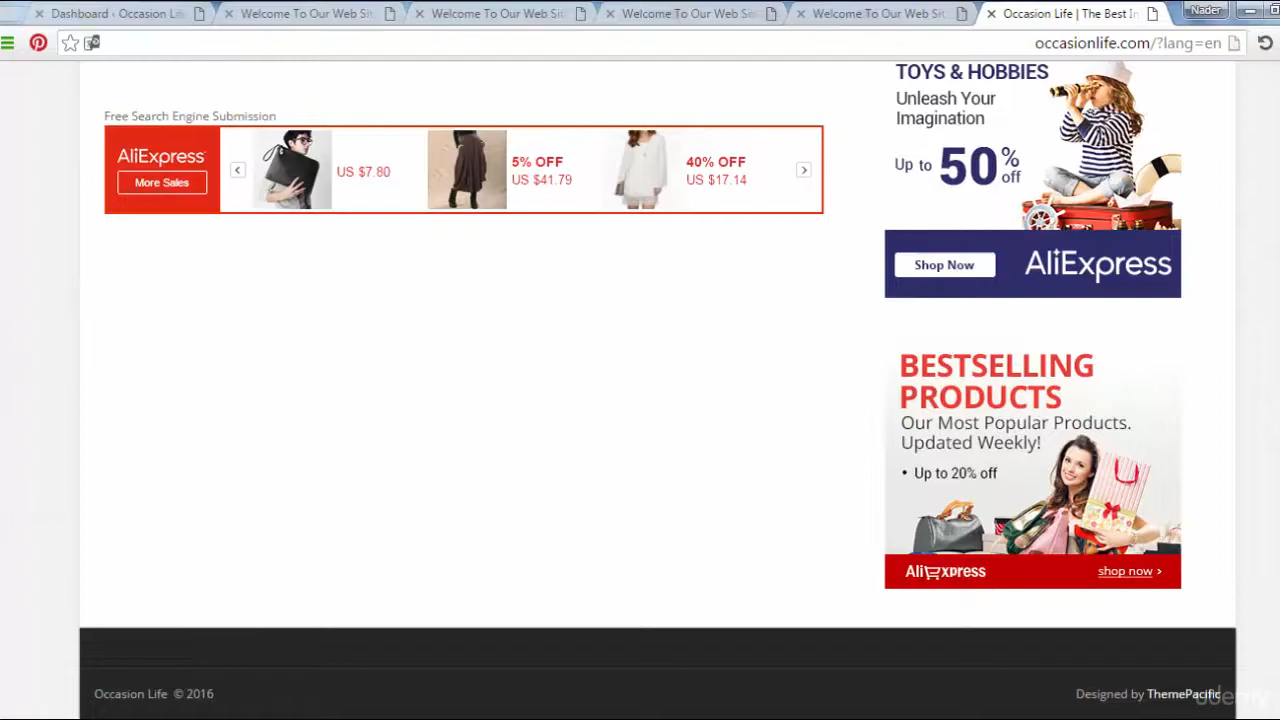 Dashboard ‹ Occasion Li
Welcome To Our Web Sit
Welcome To Our Web Sit
Welcome To Our Web Sit
Welcome To Our Web Sit
Occasion Life | The Best In
Nader
occasionlife.com/?lang=en
Free Search Engine Submission
AliExpress
More Sales
US $7.80
5% OFF
US $41.79
40% OFF
US $17.14
TOYS & HOBBIES
Unleash Your
Imagination
Up to 50% off
Shop Now
AliExpress
BESTSELLING
PRODUCTS
Our Most Popular Products.
Updated Weekly!
• Up to 20% off
AliExpress
shop now >
Occasion Life © 2016
Designed by ThemePacific
udemy